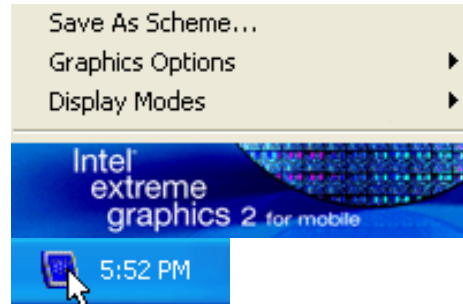 Save As Scheme...
Graphics Options
Display Modes
Intel
extreme
graphics 2 for mobile
5:52 PM